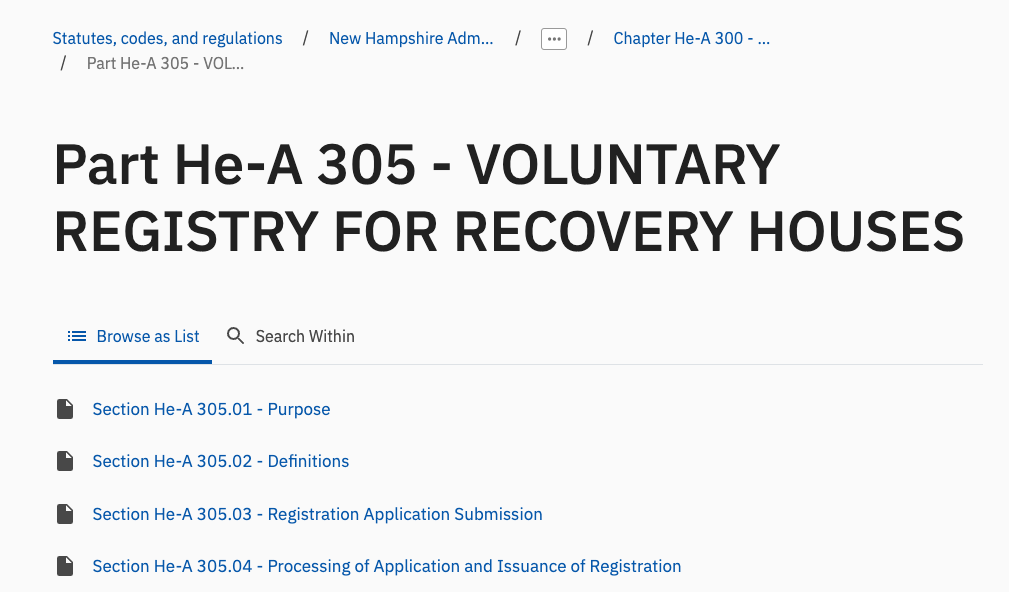 Statutes, codes, and regulations / New Hampshire Adm... / ... / Chapter He-A 300 - ...
/ Part He-A 305 - VOL...
Part He-A 305 - VOLUNTARY
REGISTRY FOR RECOVERY HOUSES
Browse as List Search Within
Section He-A 305.01 - Purpose
Section He-A 305.02 - Definitions
Section He-A 305.03 - Registration Application Submission
Section He-A 305.04 - Processing of Application and Issuance of Registration